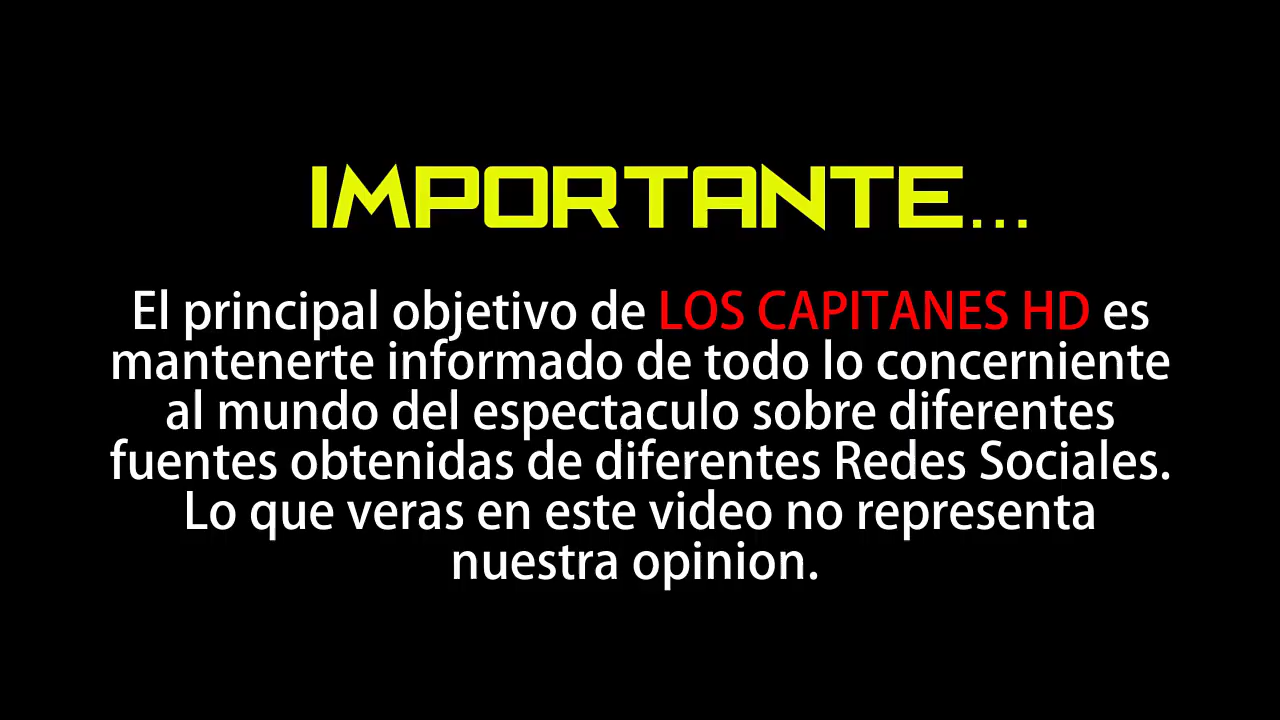 IMPORTANTE...
El principal objetivo de LOS CAPITANES HD es
mantenerte informado de todo lo concerniente
al mundo del espectaculo sobre diferentes
fuentes obtenidas de diferentes Redes Sociales.
Lo que veras en este video no representa
nuestra opinion.